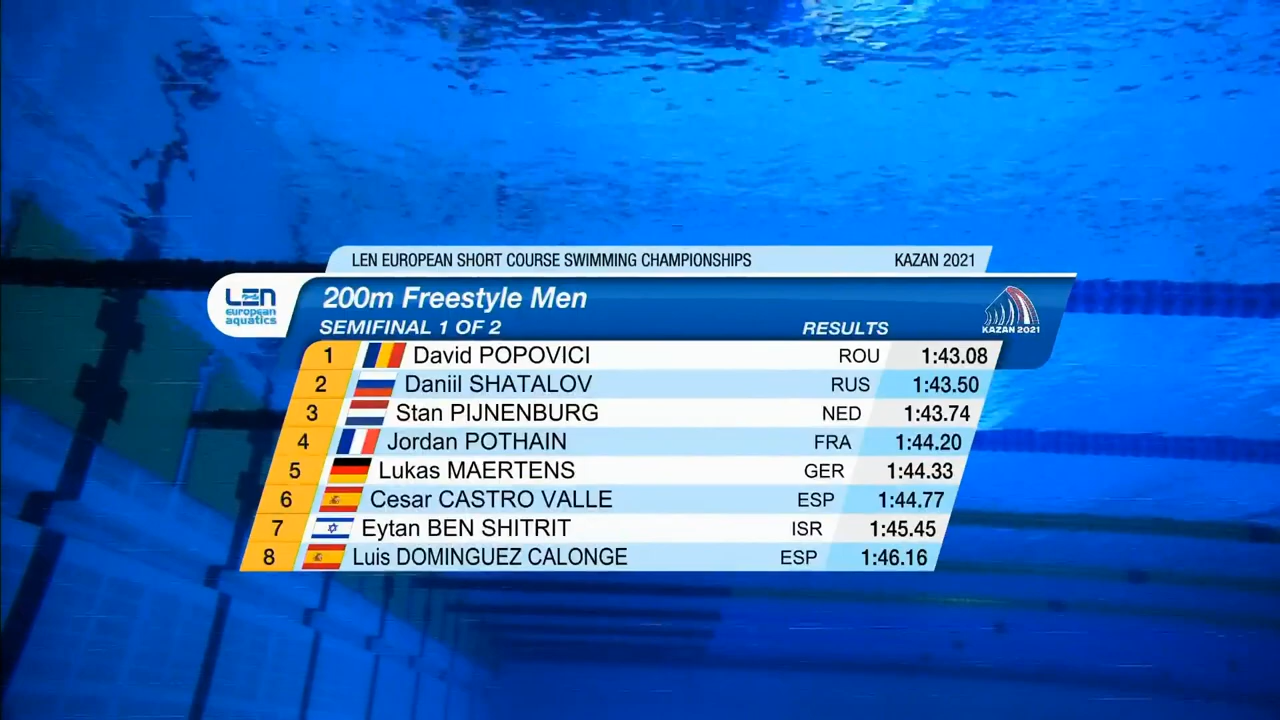 LEN EUROPEAN SHORT COURSE SWIMMING CHAMPIONSHIPS KAZAN 2021
LEN
european
aquatics
200m Freestyle Men
SEMIFINAL 1 OF 2 RESULTS
KAZAN 2021
1 David POPOVICI ROU 1:43.08
2 Daniil SHATALOV RUS 1:43.50
3 Stan PIJNENBURG NED 1:43.74
4 Jordan POTHAIN FRA 1:44.20
5 Lukas MAERTENS GER 1:44.33
6 Cesar CASTRO VALLE ESP 1:44.77
7 Eytan BEN SHITRIT ISR 1:45.45
8 Luis DOMINGUEZ CALONGE ESP 1:46.16